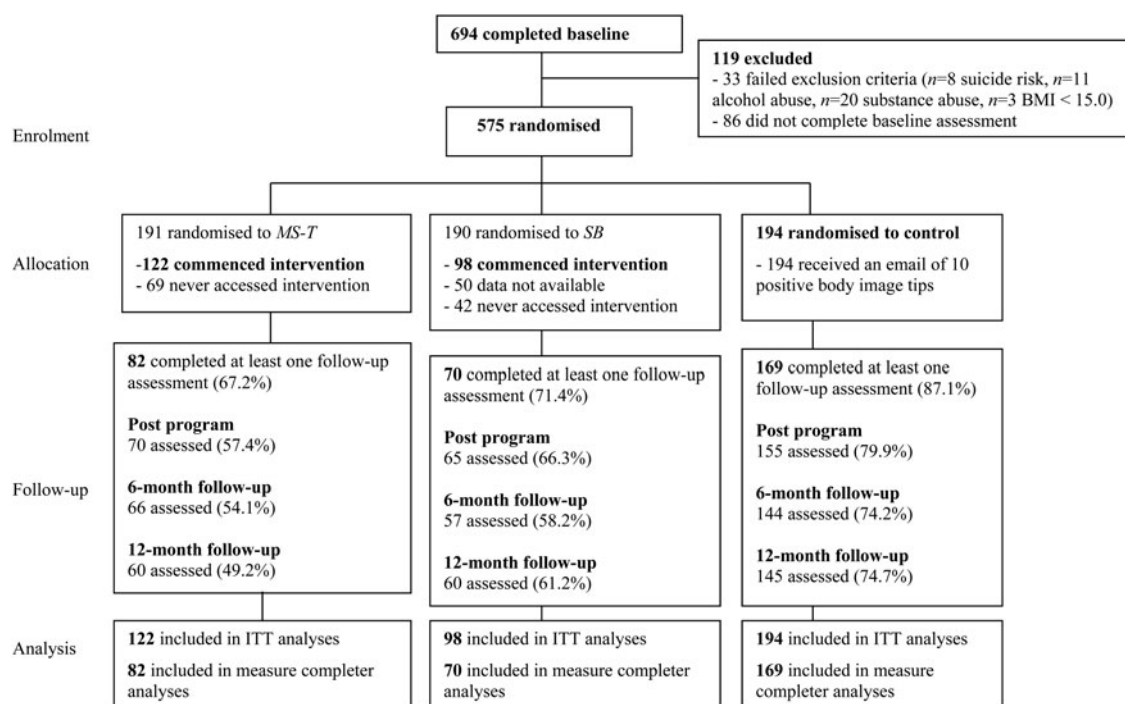 694 completed baseline
119 excluded
- 33 failed exclusion criteria (n=8 suicide risk, n=11
alcohol abuse, n=20 substance abuse, n=3 BMI < 15.0)
- 86 did not complete baseline assessment
Enrolment
575 randomised
Allocation
191 randomised to MS-T
-122 commenced intervention
- 69 never accessed intervention
190 randomised to SB
- 98 commenced intervention
- 50 data not available
- 42 never accessed intervention
194 randomised to control
- 194 received an email of 10
positive body image tips
Follow-up
82 completed at least one follow-up
assessment (67.2%)
Post program
70 assessed (57.4%)
6-month follow-up
66 assessed (54.1%)
12-month follow-up
60 assessed (49.2%)
70 completed at least one follow-up
assessment (71.4%)
Post program
65 assessed (66.3%)
6-month follow-up
57 assessed (58.2%)
12-month follow-up
60 assessed (61.2%)
169 completed at least one
follow-up assessment (87.1%)
Post program
155 assessed (79.9%)
6-month follow-up
144 assessed (74.2%)
12-month follow-up
145 assessed (74.7%)
Analysis
122 included in ITT analyses
82 included in measure completer
analyses
98 included in ITT analyses
70 included in measure completer
analyses
194 included in ITT analyses
169 included in measure
completer analyses